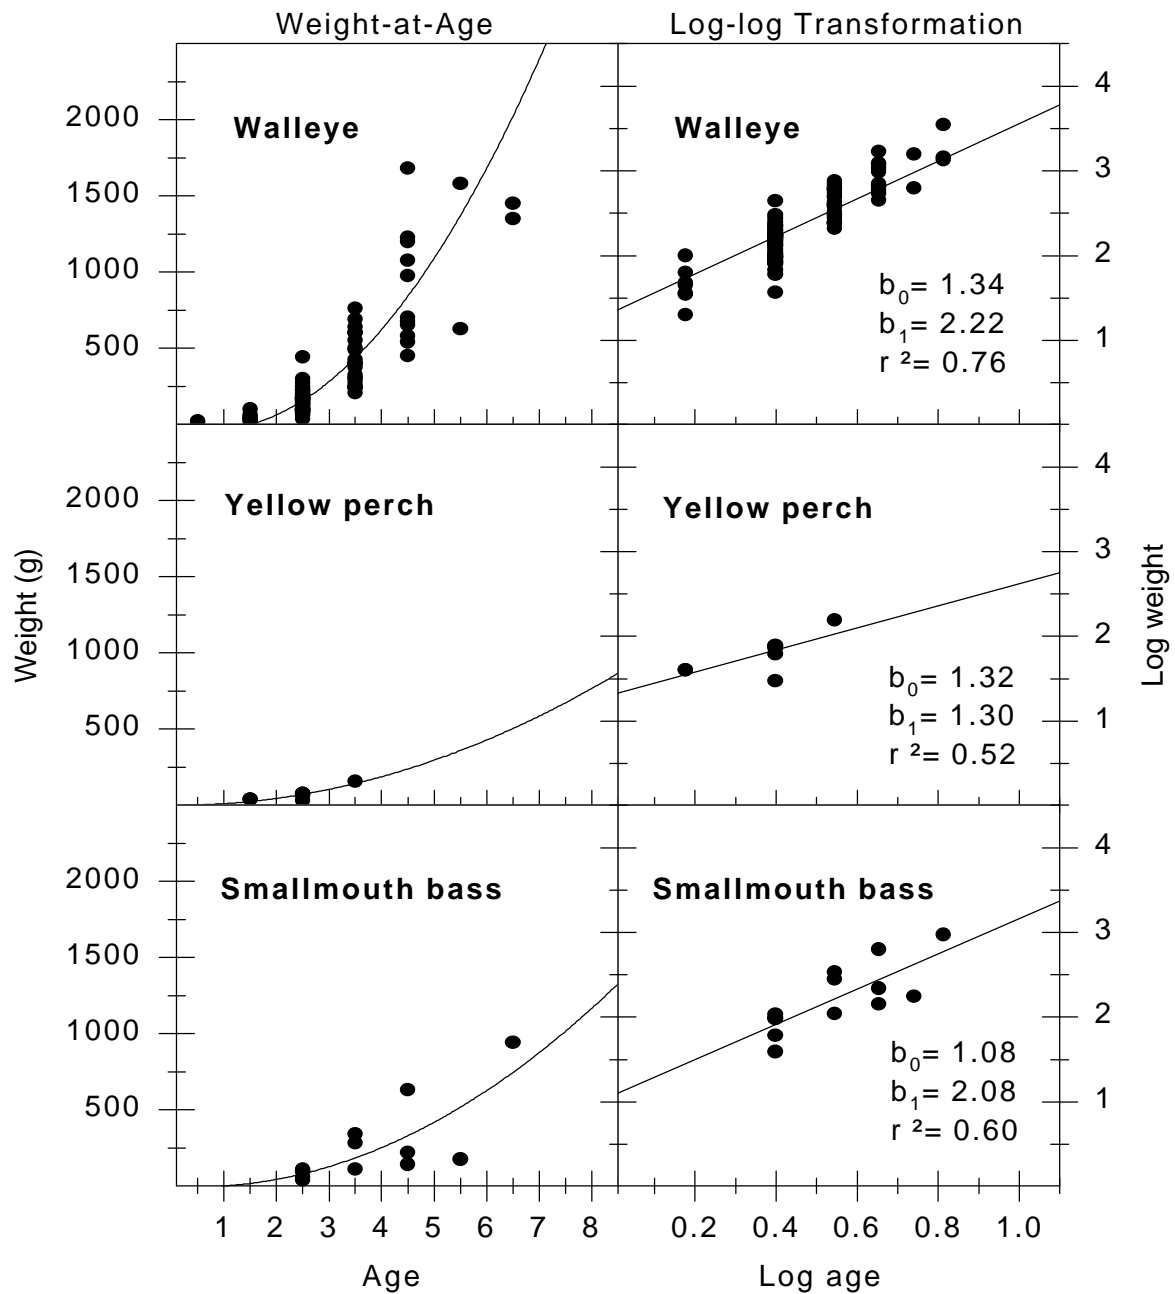 Weight-at-Age
Log-log Transformation
Walleye
2000
1500
1000
500
Walleye
4
3
2
1
b0= 1.34
b1= 2.22
r ²= 0.76
Yellow perch
2000
1500
1000
500
Yellow perch
4
3
2
1
b0= 1.32
b1= 1.30
r ²= 0.52
Weight (g)
Log weight
Smallmouth bass
2000
1500
1000
500
Smallmouth bass
4
3
2
1
b0= 1.08
b1= 2.08
r ²= 0.60
1 2 3 4 5 6 7 8
0.2 0.4 0.6 0.8 1.0
Age
Log age